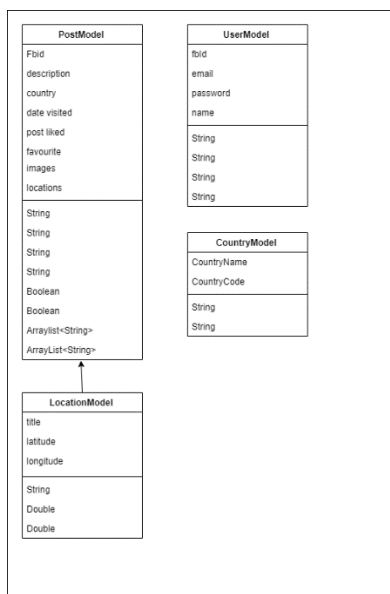 PostModel
Fbid
description
country
date visited
post liked
favourite
images
locations
String
String
String
String
Boolean
Boolean
Arraylist<String>
ArrayList<String>
UserModel
fbId
email
password
name
String
String
String
String
CountryModel
CountryName
CountryCode
String
String
LocationModel
title
latitude
longitude
String
Double
Double